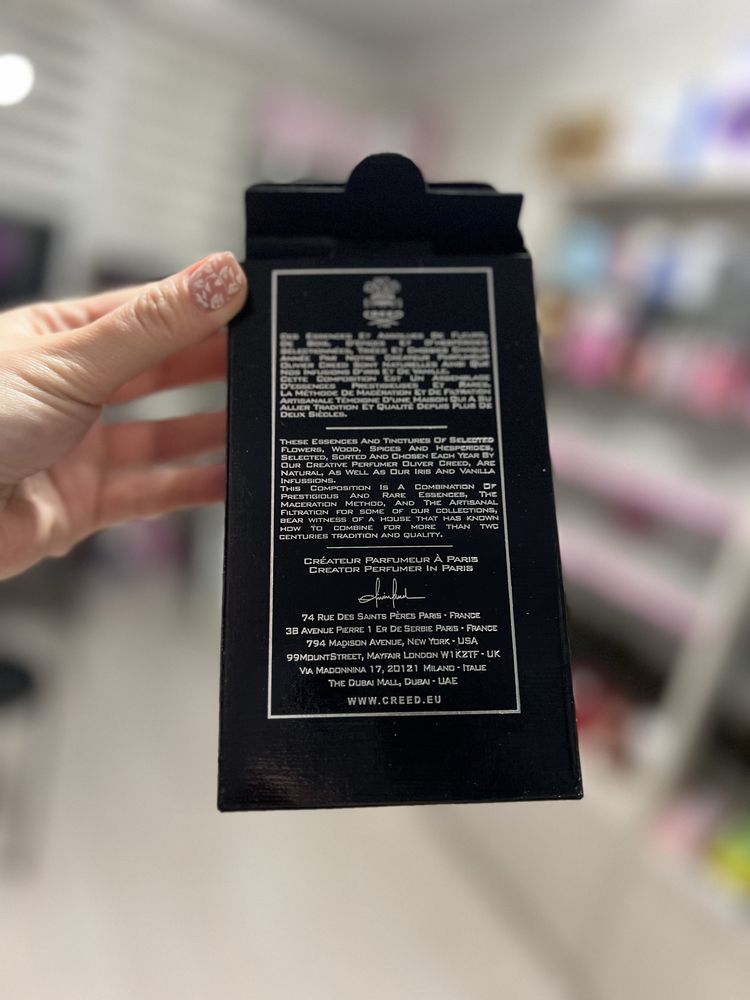 CREED
DES ESSENCES ET ALCOOLATS DE FLEURS,
DE BOIS, D'ÉPICES ET D'HESPÉRIDÉS
SÉLECTIONNÉES, TRIÉES ET CHOISIES CHAQUE
ANNÉE PAR NOTRE CRÉATEUR PARFUMEUR
OLIVIER CREED SONT NATURELLES AINSI QUE
NOS INFUSIONS D'IRIS ET DE VANILLE.
CETTE COMPOSITION EST UN ASSEMBLAGE
D'ESSENCES PRESTIGIEUSES ET RARES.
LA MÉTHODE DE MACÉRATION ET DE FILTRATION
ARTISANALE TÉMOIGNE D'UNE MAISON QUI A SU
ALLIER TRADITION ET QUALITÉ DEPUIS PLUS DE
DEUX SIÈCLES.
THESE ESSENCES AND TINCTURES OF SELECTED
FLOWERS, WOOD, SPICES AND HESPERIDES,
SELECTED, SORTED AND CHOSEN EACH YEAR BY
OUR CREATIVE PERFUMER OLIVER CREED, ARE
NATURAL, AS WELL AS OUR IRIS AND VANILLA
INFUSSIONS.
THIS COMPOSITION IS A COMBINATION OF
PRESTIGIOUS AND RARE ESSENCES, THE
MACERATION METHOD, AND THE ARTISANAL
FILTRATION FOR SOME OF OUR COLLECTIONS,
BEAR WITNESS OF A HOUSE THAT HAS KNOWN
HOW TO COMBINE FOR MORE THAN TWO
CENTURIES TRADITION AND QUALITY.
CRÉATEUR PARFUMEUR À PARIS
CREATOR PERFUMER IN PARIS
74 RUE DES SAINTS PÈRES PARIS - FRANCE
38 AVENUE PIERRE 1 ER DE SERBIE PARIS - FRANCE
794 MADISON AVENUE, NEW YORK - USA
99MOUNTSTREET, MAYFAIR LONDON W1K2TF - UK
VIA MADONNINA 17, 20121 MILANO - ITALIE
THE DUBAI MALL, DUBAI - UAE
WWW.CREED.EU